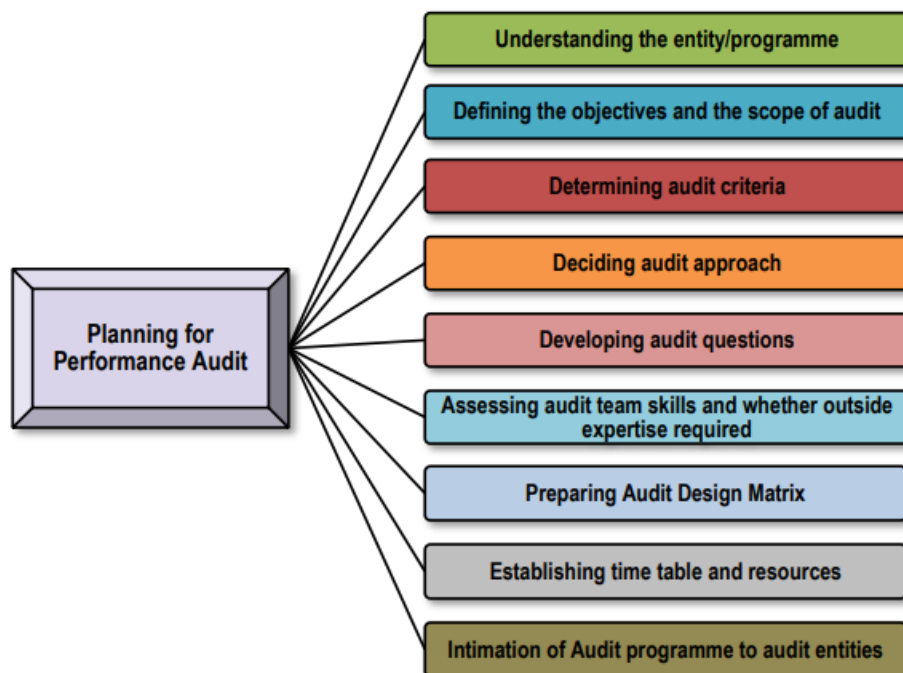 Understanding the entity/programme
Defining the objectives and the scope of audit
Determining audit criteria
Deciding audit approach
Planning for
Performance Audit
Developing audit questions
Assessing audit team skills and whether outside
expertise required
Preparing Audit Design Matrix
Establishing time table and resources
Intimation of Audit programme to audit entities